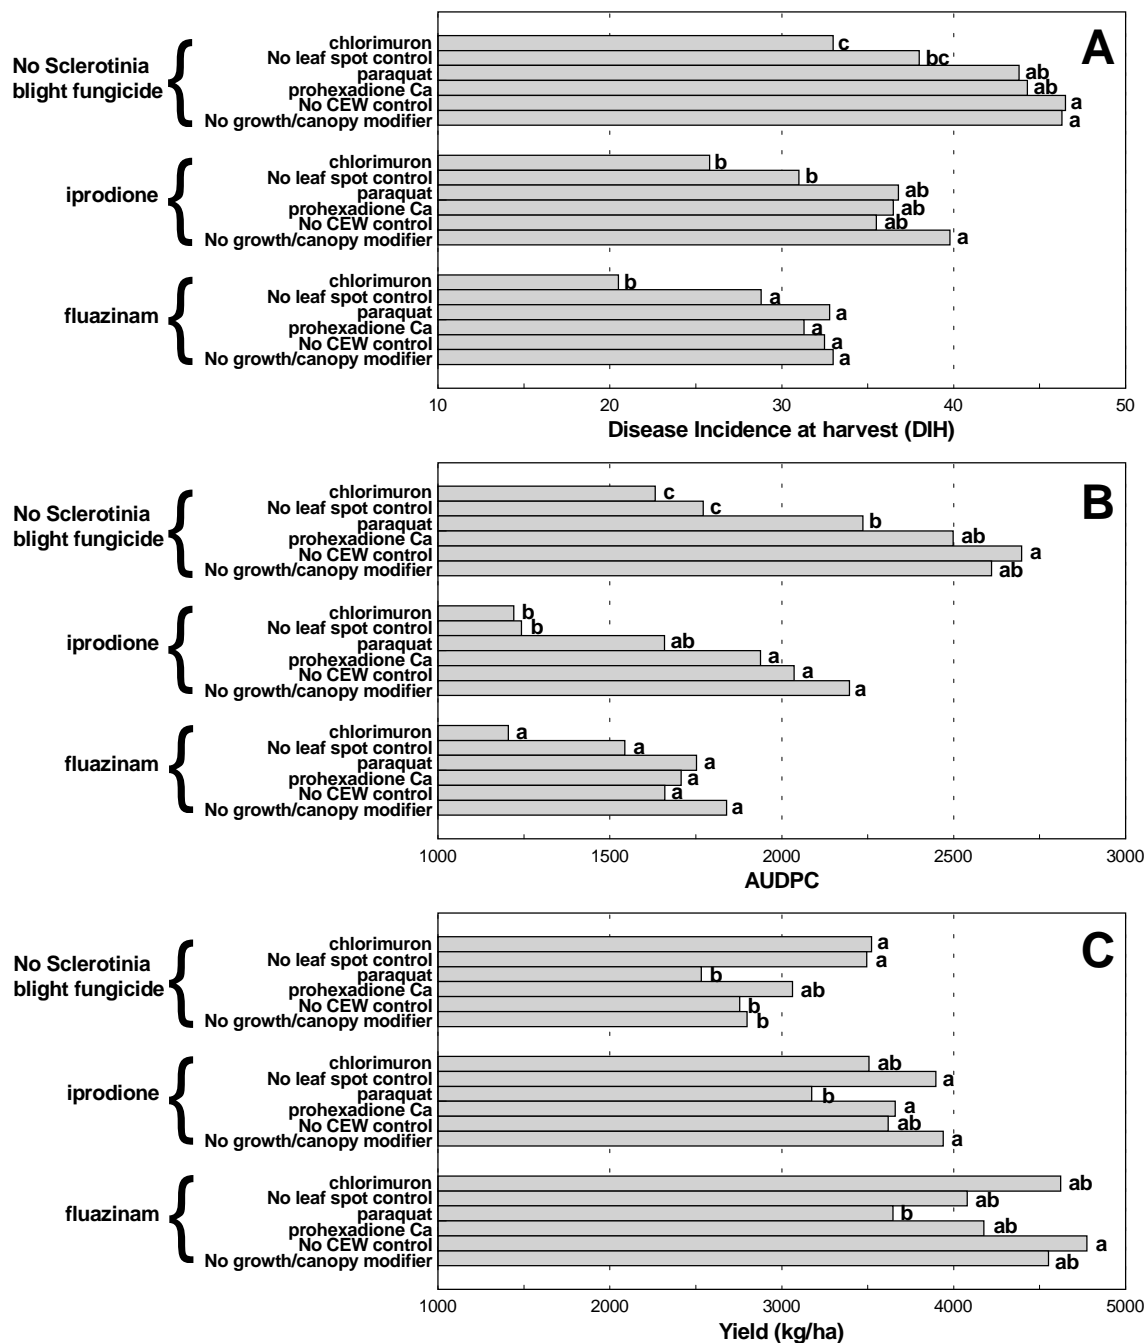 A
No Sclerotinia
blight fungicide
chlorimuron c
No leaf spot control bc
paraquat ab
prohexadione Ca ab
No CEW control a
No growth/canopy modifier a
iprodione
chlorimuron b
No leaf spot control b
paraquat ab
prohexadione Ca ab
No CEW control ab
No growth/canopy modifier a
fluazinam
chlorimuron b
No leaf spot control a
paraquat a
prohexadione Ca a
No CEW control a
No growth/canopy modifier a
10 20 30 40 50
Disease Incidence at harvest (DIH)
B
No Sclerotinia
blight fungicide
chlorimuron c
No leaf spot control c
paraquat b
prohexadione Ca ab
No CEW control a
No growth/canopy modifier ab
iprodione
chlorimuron b
No leaf spot control b
paraquat ab
prohexadione Ca a
No CEW control a
No growth/canopy modifier a
fluazinam
chlorimuron a
No leaf spot control a
paraquat a
prohexadione Ca a
No CEW control a
No growth/canopy modifier a
1000 1500 2000 2500 3000
AUDPC
C
No Sclerotinia
blight fungicide
chlorimuron a
No leaf spot control a
paraquat b
prohexadione Ca ab
No CEW control b
No growth/canopy modifier b
iprodione
chlorimuron ab
No leaf spot control a
paraquat b
prohexadione Ca a
No CEW control ab
No growth/canopy modifier a
fluazinam
chlorimuron ab
No leaf spot control ab
paraquat b
prohexadione Ca ab
No CEW control a
No growth/canopy modifier ab
1000 2000 3000 4000 5000
Yield (kg/ha)